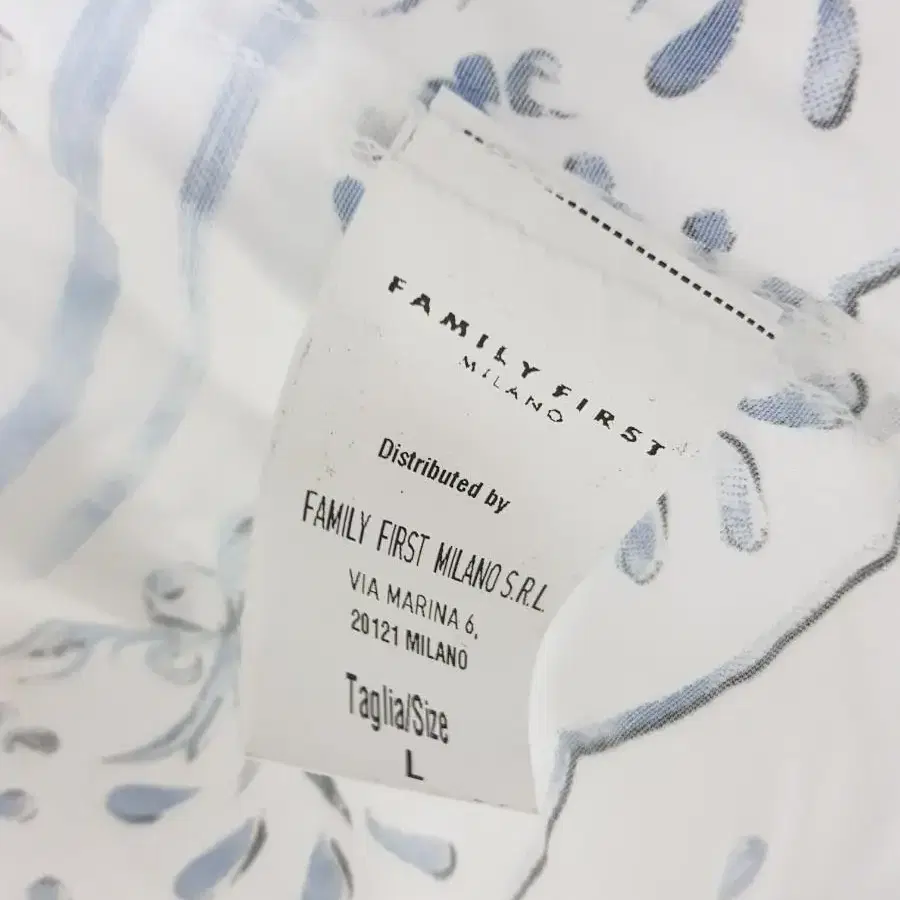 FAMILY FIRST
MILANO
Distributed by
FAMILY FIRST MILANO S.R.L.
VIA MARINA 6,
20121 MILANO
Taglia/Size
L